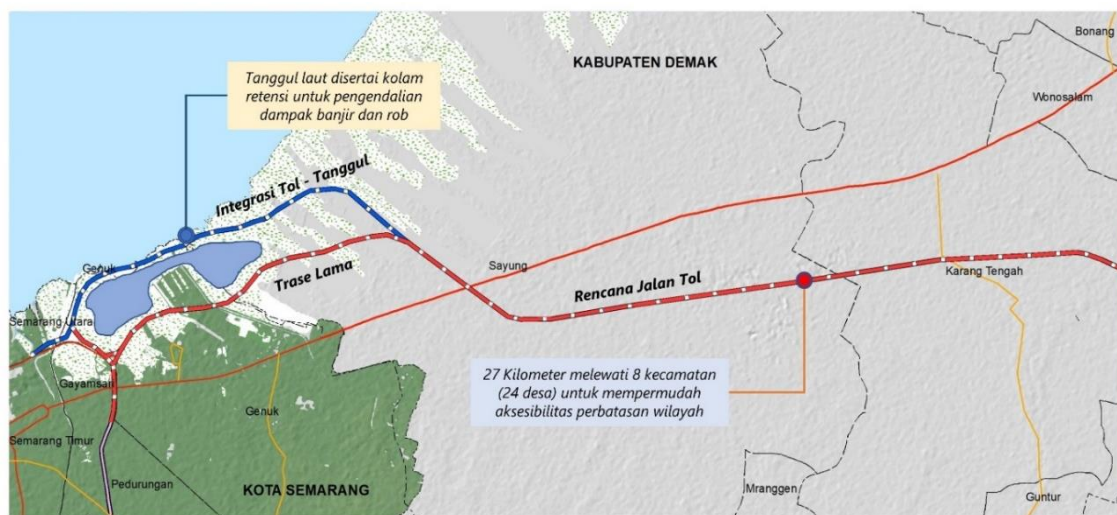 Bonang
KABUPATEN DEMAK
Wonosalam
Tanggul laut disertai kolam
retensi untuk pengendalian
dampak banjir dan rob
Integrasi Tol - Tanggul
Genuk
Sayung
Karang Tengah
Trase Lama
Rencana Jalan Tol
Semarang Utara
27 Kilometer melewati 8 kecamatan
(24 desa) untuk mempermudah
aksesibilitas perbatasan wilayah
Gayamsari
Genuk
Semarang Timur
Pedurungan
KOTA SEMARANG
Mranggen
Guntur